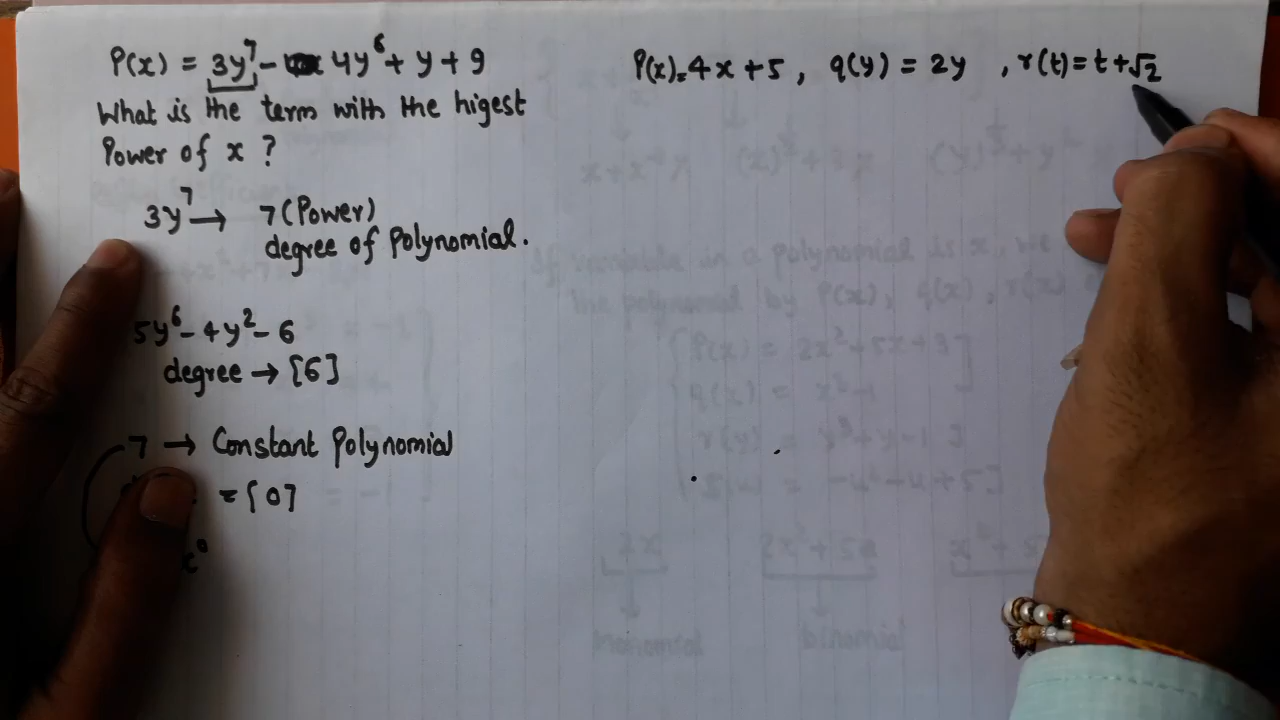 P(x) = 3y⁷ - 4y⁶ + y + 9
What is the term with the higest
Power of x ?
3y⁷ → 7 (Power)
degree of Polynomial.
5y⁶ - 4y² - 6
degree → [6]
7 → Constant Polynomial
= [0]
x⁰
P(x) = 4x + 5 , q(y) = 2y , r(t) = t + √2